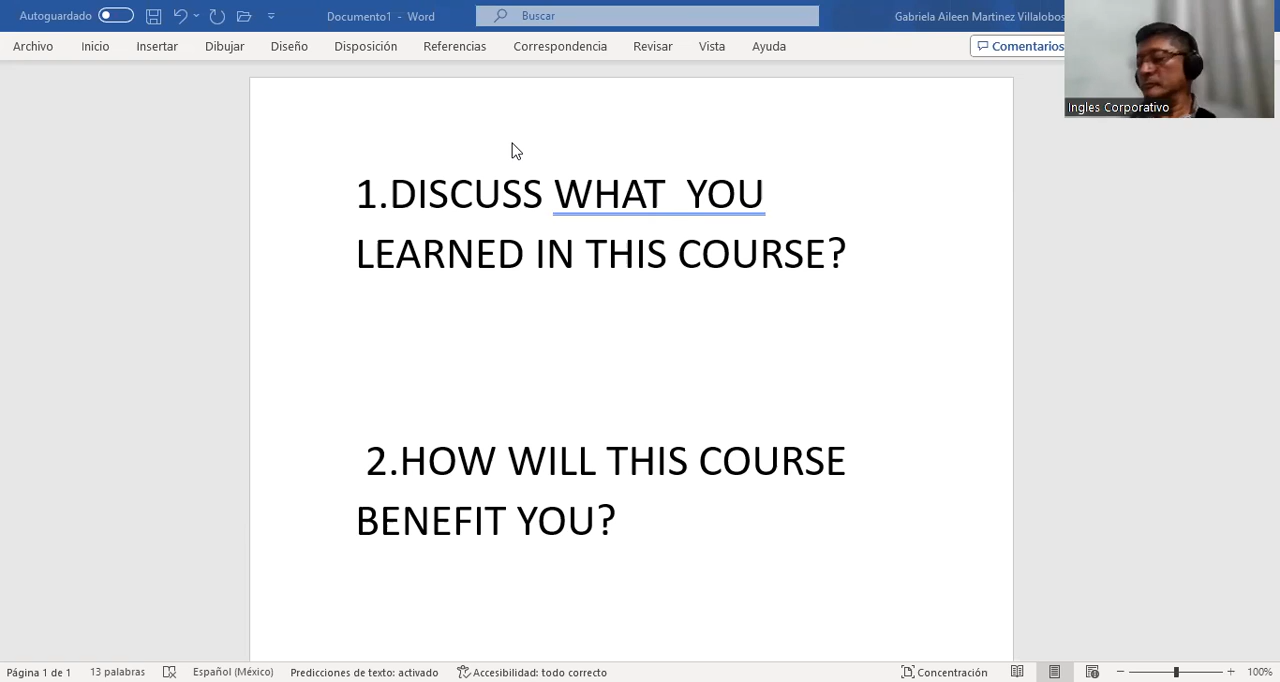 Autoguardado
Documento1 - Word
Buscar
Gabriela Aileen Martinez Villalobos
Archivo Inicio Insertar Dibujar Diseño Disposición Referencias Correspondencia Revisar Vista Ayuda
Comentarios
Ingles Corporativo
1.DISCUSS WHAT YOU
LEARNED IN THIS COURSE?
2.HOW WILL THIS COURSE
BENEFIT YOU?
Página 1 de 1 13 palabras Español (México) Predicciones de texto: activado Accesibilidad: todo correcto Concentración 100%